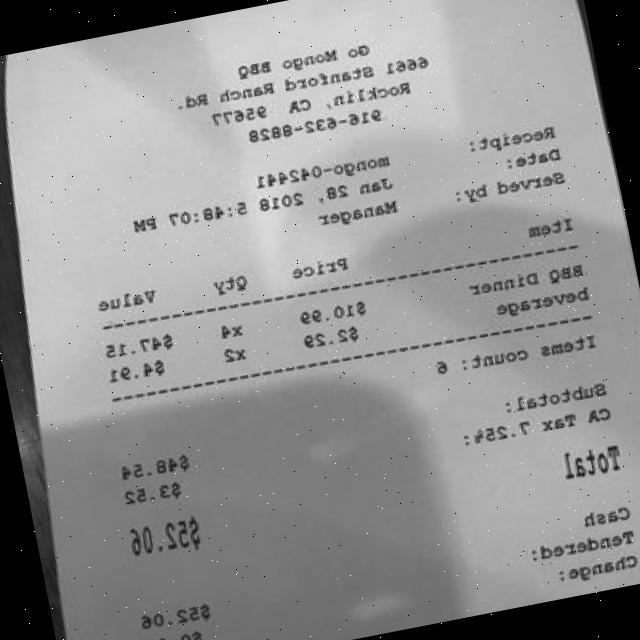 Go Mongo BBQ
6661 Stanford Ranch Rd.
Rocklin, CA 95677
916-632-8828
Receipt: mongo-042441
Date: Jan 28, 2018 5:48:07 PM
Served by: Manager
Item Price Qty Value
BBQ Dinner $10.99 x4 $47.15
beverage $2.29 x2 $4.91
Items count: 6
Subtotal: $48.54
CA Tax 7.25%: $3.52
Total $52.06
Cash
Tendered: $52.06
Change: